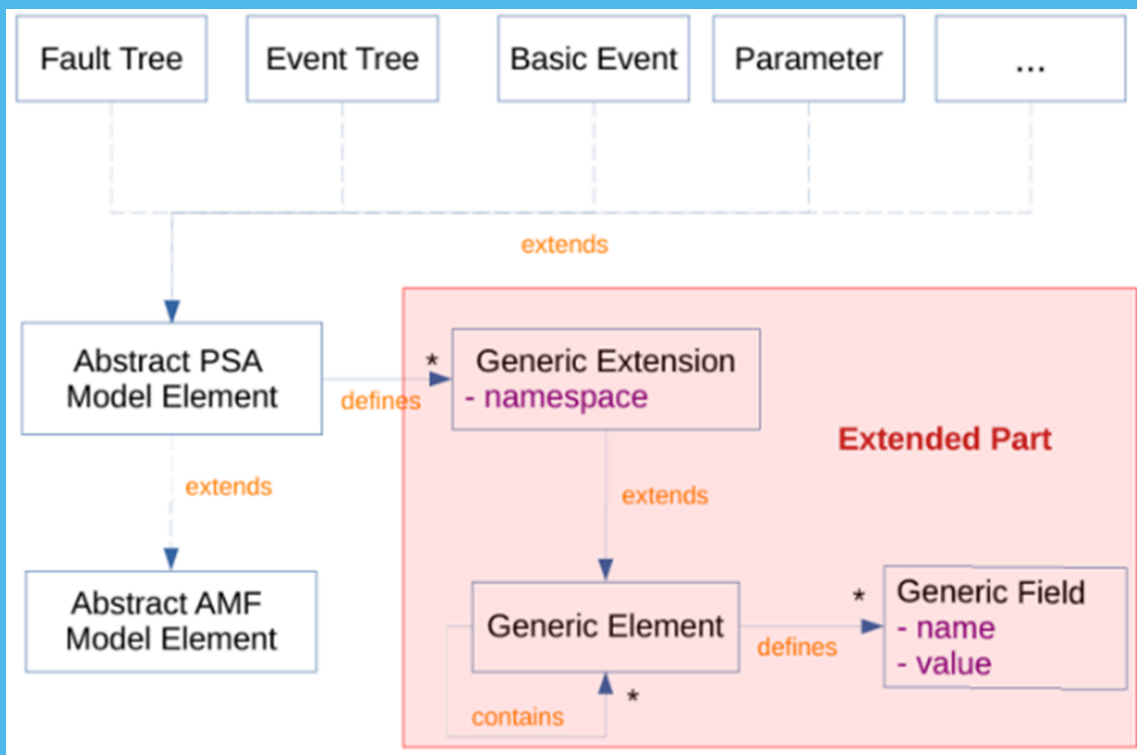 Fault Tree
Event Tree
Basic Event
Parameter
...
extends
Abstract PSA
Model Element
defines
*
Generic Extension
- namespace
Extended Part
extends
extends
Abstract AMF
Model Element
Generic Element
contains
*
defines
*
Generic Field
- name
- value